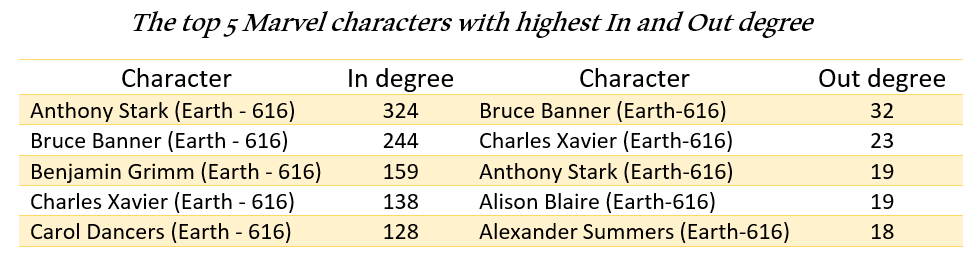 The top 5 Marvel characters with highest In and Out degree
Character In degree Character Out degree
Anthony Stark (Earth - 616) 324 Bruce Banner (Earth-616) 32
Bruce Banner (Earth - 616) 244 Charles Xavier (Earth-616) 23
Benjamin Grimm (Earth - 616) 159 Anthony Stark (Earth-616) 19
Charles Xavier (Earth - 616) 138 Alison Blaire (Earth-616) 19
Carol Dancers (Earth - 616) 128 Alexander Summers (Earth-616) 18